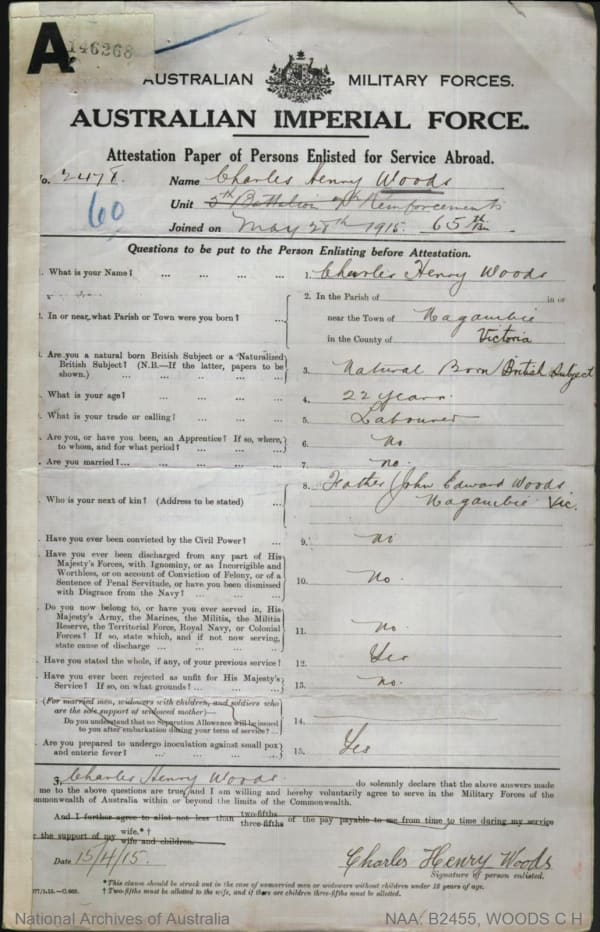 A
146268
AUSTRALIAN MILITARY FORCES.
AUSTRALIAN IMPERIAL FORCE.
Attestation Paper of Persons Enlisted for Service Abroad.
No. 2478. Name Charles Henry Woods
60 Unit 5th Battalion Reinforcements
Joined on May 28th 1915. 65th Bn.
Questions to be put to the Person Enlisting before Attestation.
1. What is your Name? ... ... ... ... 1. Charles Henry Woods
2. In or near what Parish or Town were you born? ... ... 2. In the Parish of in or
near the Town of Nagambie
in the County of Victoria
3. Are you a natural born British Subject or a Naturalized
British Subject? (N.B.—If the latter, papers to be
shown.) ... ... ... ... 3. Natural Born British Subject
4. What is your age? ... ... ... ... 4. 22 years.
5. What is your trade or calling? ... ... ... 5. Labourer
Are you, or have you been, an Apprentice? If so, where,
to whom, and for what period? ... ... ... 6. no
. Are you married?... ... ... ... 7. no.
Who is your next of kin? (Address to be stated) ... 8. Father (John Edward Woods
Nagambie Vic.
. Have you ever been convicted by the Civil Power? ... 9. no
Have you ever been discharged from any part of His
Majesty's Forces, with Ignominy, or as Incorrigible and
Worthless, or on account of Conviction of Felony, or of a
Sentence of Penal Servitude, or have you been dismissed
with Disgrace from the Navy? ... ... 10. no.
Do you now belong to, or have you ever served in, His
Majesty's Army, the Marines, the Militia, the Militia
Reserve, the Territorial Force, Royal Navy, or Colonial
Forces? If so, state which, and if not now serving,
state cause of discharge ... ... ... 11. no.
. Have you stated the whole, if any, of your previous service? 12. Yes
Have you ever been rejected as unfit for His Majesty's
Service? If so, on what grounds? ... ... ... 13. no.
(For married men, widowers with children, and soldiers who
are the sole support of widowed mother)—
Do you understand that no Separation Allowance will be issued
to you after embarkation during your term of service? ... 14.
Are you prepared to undergo inoculation against small pox
and enteric fever? ... ... ... ... 15. Yes
I, Charles Henry Woods do solemnly declare that the above answers made
me to the above questions are true, and I am willing and hereby voluntarily agree to serve in the Military Forces of the
mmonwealth of Australia within or beyond the limits of the Commonwealth.
And I further agree to allot not less than two-fifths three-fifths of the pay payable to me from time to time during my service
r the support of my wife.*† wife and children.
Date 15/4/15. Charles Henry Woods
Signature of person enlisted.
*This clause should be struck out in the case of unmarried men or widowers without children under 18 years of age.
† Two-fifths must be allotted to the wife, and if there are children three-fifths must be allotted.
National Archives of Australia NAA: B2455, WOODS C H